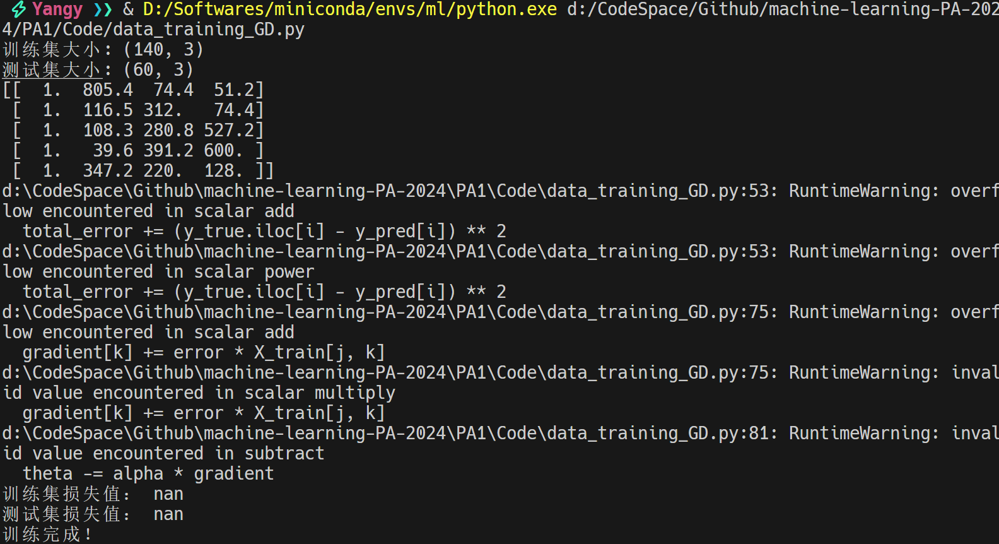 Yangy ❯❯ & D:/Softwares/miniconda/envs/ml/python.exe d:/CodeSpace/Github/machine-learning-PA-202
4/PA1/Code/data_training_GD.py
训练集大小: (140, 3)
测试集大小: (60, 3)
[[  1.  805.4  74.4  51.2]
 [  1.  116.5 312.   74.4]
 [  1.  108.3 280.8 527.2]
 [  1.   39.6 391.2 600. ]
 [  1.  347.2 220.  128. ]]
d:\CodeSpace\Github\machine-learning-PA-2024\PA1\Code\data_training_GD.py:53: RuntimeWarning: overf
low encountered in scalar add
  total_error += (y_true.iloc[i] - y_pred[i]) ** 2
d:\CodeSpace\Github\machine-learning-PA-2024\PA1\Code\data_training_GD.py:53: RuntimeWarning: overf
low encountered in scalar power
  total_error += (y_true.iloc[i] - y_pred[i]) ** 2
d:\CodeSpace\Github\machine-learning-PA-2024\PA1\Code\data_training_GD.py:75: RuntimeWarning: overf
low encountered in scalar add
  gradient[k] += error * X_train[j, k]
d:\CodeSpace\Github\machine-learning-PA-2024\PA1\Code\data_training_GD.py:75: RuntimeWarning: inval
id value encountered in scalar multiply
  gradient[k] += error * X_train[j, k]
d:\CodeSpace\Github\machine-learning-PA-2024\PA1\Code\data_training_GD.py:81: RuntimeWarning: inval
id value encountered in subtract
  theta -= alpha * gradient
训练集损失值:  nan
测试集损失值:  nan
训练完成!